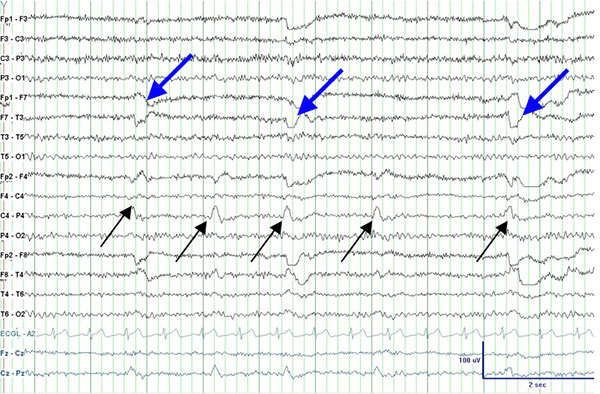 Fp1 - F3
F3 - C3
C3 - P3
P3 - O1
Fp1 - F7
F7 - T3
T3 - T5
T5 - O1
Fp2 - F4
F4 - C4
C4 - P4
P4 - O2
Fp2 - F8
F8 - T4
T4 - T6
T6 - O2
ECGL - A2
Fz - Cz
Cz - Pz
100 uV
2 sec